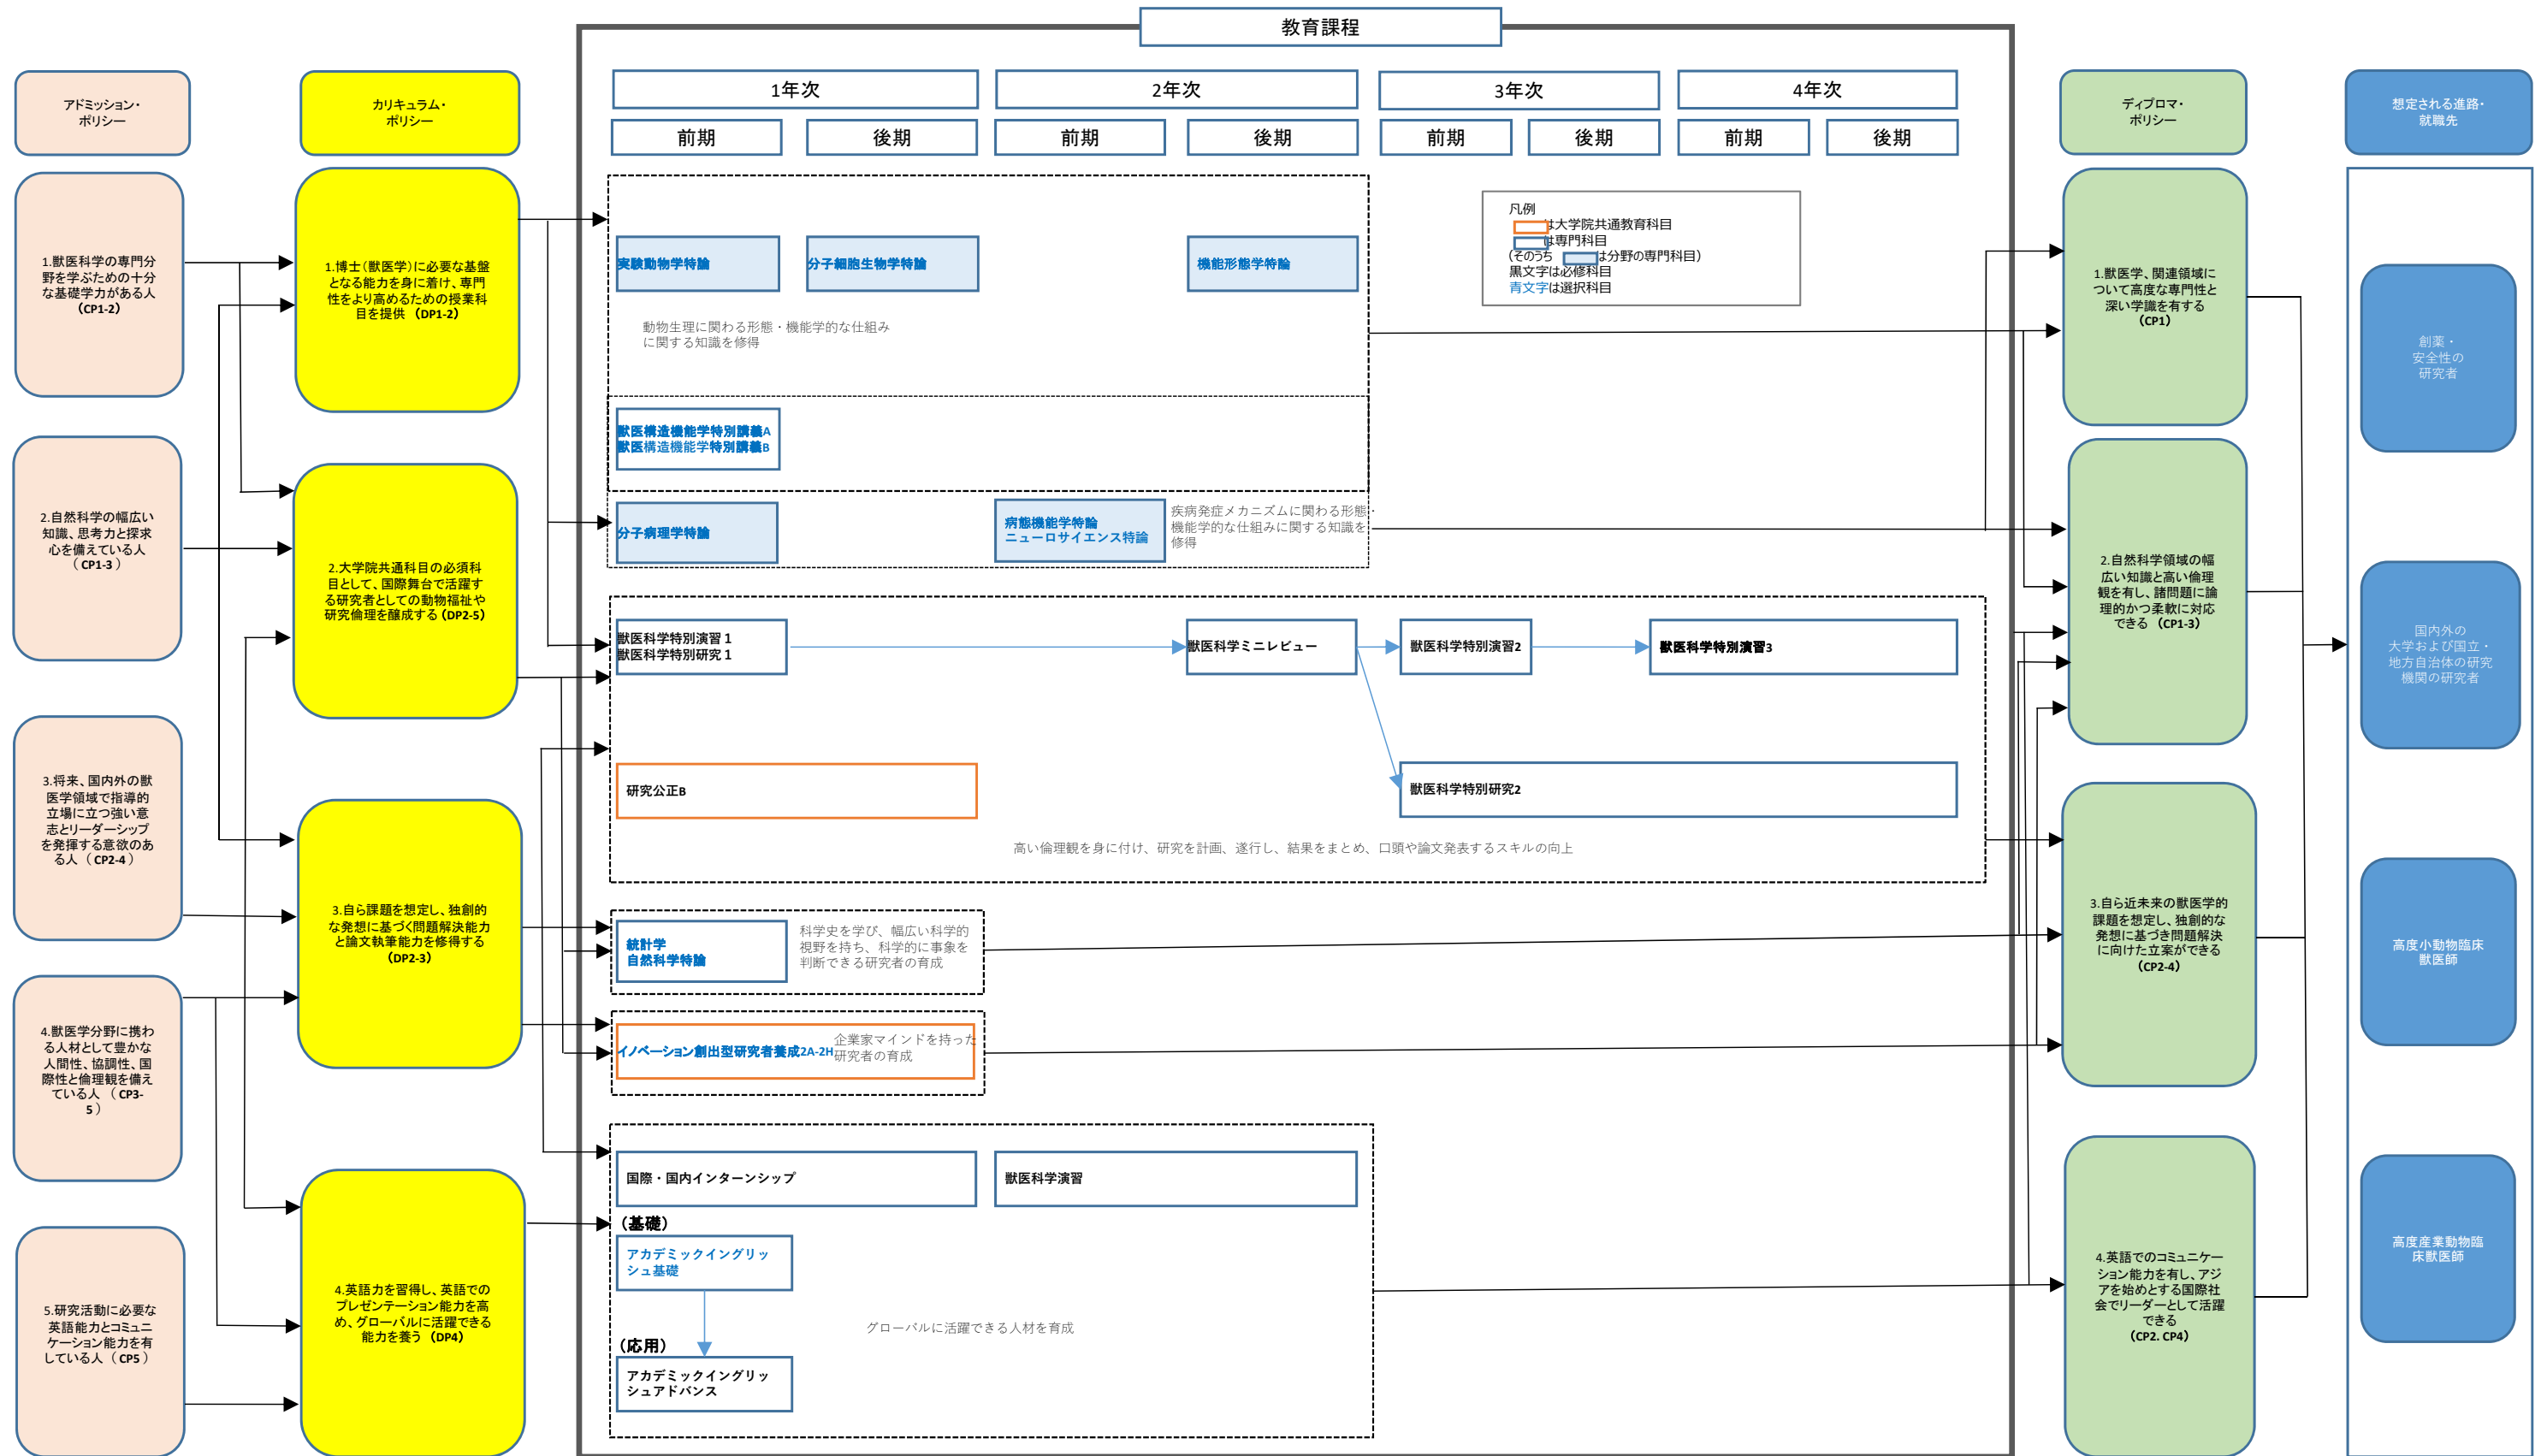 教育課程
アドミッション・
ポリシー
カリキュラム・
ポリシー
1年次
2年次
3年次
4年次
前期
後期
前期
後期
前期
後期
前期
後期
ディプロマ・
ポリシー
想定される進路・
就職先
1.獣医科学の専門分
野を学ぶための十分
な基礎学力がある人
(CP1-2)
2.自然科学の幅広い
知識、思考力と探求
心を備えている人
( CP1-3 )
3.将来、国内外の獣
医学領域で指導的
立場に立つ強い意
志とリーダーシップ
を発揮する意欲のあ
る人 ( CP2-4 )
4.獣医学分野に携わ
る人材として豊かな
人間性、協調性、国
際性と倫理観を備え
ている人 ( CP3-
5 )
5.研究活動に必要な
英語能力とコミュニ
ケーション能力を有
している人 ( CP5 )
1.博士(獣医学)に必要な基盤
となる能力を身に着け、専門
性をより高めるための授業科
目を提供 (DP1-2)
2.大学院共通科目の必須科
目として、国際舞台で活躍す
る研究者としての動物福祉や
研究倫理を醸成する (DP2-5)
3.自ら課題を想定し、独創的
な発想に基づく問題解決能力
と論文執筆能力を修得する
(DP2-3)
4.英語力を習得し、英語での
プレゼンテーション能力を高
め、グローバルに活躍できる
能力を養う (DP4)
凡例
は大学院共通教育科目
は専門科目
(そのうち は分野の専門科目)
黒文字は必修科目
青文字は選択科目
実験動物学特論
分子細胞生物学特論
機能形態学特論
動物生理に関わる形態・機能学的な仕組み
に関する知識を修得
獣医構造機能学特別講義A
獣医構造機能学特別講義B
分子病理学特論
病態機能学特論
ニューロサイエンス特論
疾病発症メカニズムに関わる形態・
機能学的な仕組みに関する知識を
修得
獣医科学特別演習１
獣医科学特別研究１
獣医科学ミニレビュー
獣医科学特別演習2
獣医科学特別演習3
研究公正B
獣医科学特別研究2
高い倫理観を身に付け、研究を計画、遂行し、結果をまとめ、口頭や論文発表するスキルの向上
統計学
自然科学特論
科学史を学び、幅広い科学的
視野を持ち、科学的に事象を
判断できる研究者の育成
イノベーション創出型研究者養成2A-2H
企業家マインドを持った
研究者の育成
国際・国内インターンシップ
獣医科学演習
(基礎)
アカデミックイングリッ
シュ基礎
グローバルに活躍できる人材を育成
(応用)
アカデミックイングリッ
シュアドバンス
1.獣医学、関連領域に
ついて高度な専門性と
深い学識を有する
(CP1)
2.自然科学領域の幅
広い知識と高い倫理
観を有し、諸問題に論
理的かつ柔軟に対応
できる (CP1-3)
3.自ら近未来の獣医学的
課題を想定し、独創的な
発想に基づき問題解決
に向けた立案ができる
(CP2-4)
4.英語でのコミュニケー
ション能力を有し、アジ
アを始めとする国際社
会でリーダーとして活躍
できる
(CP2. CP4)
創薬・
安全性の
研究者
国内外の
大学および国立・
地方自治体の研究
機関の研究者
高度小動物臨床
獣医師
高度産業動物臨
床獣医師